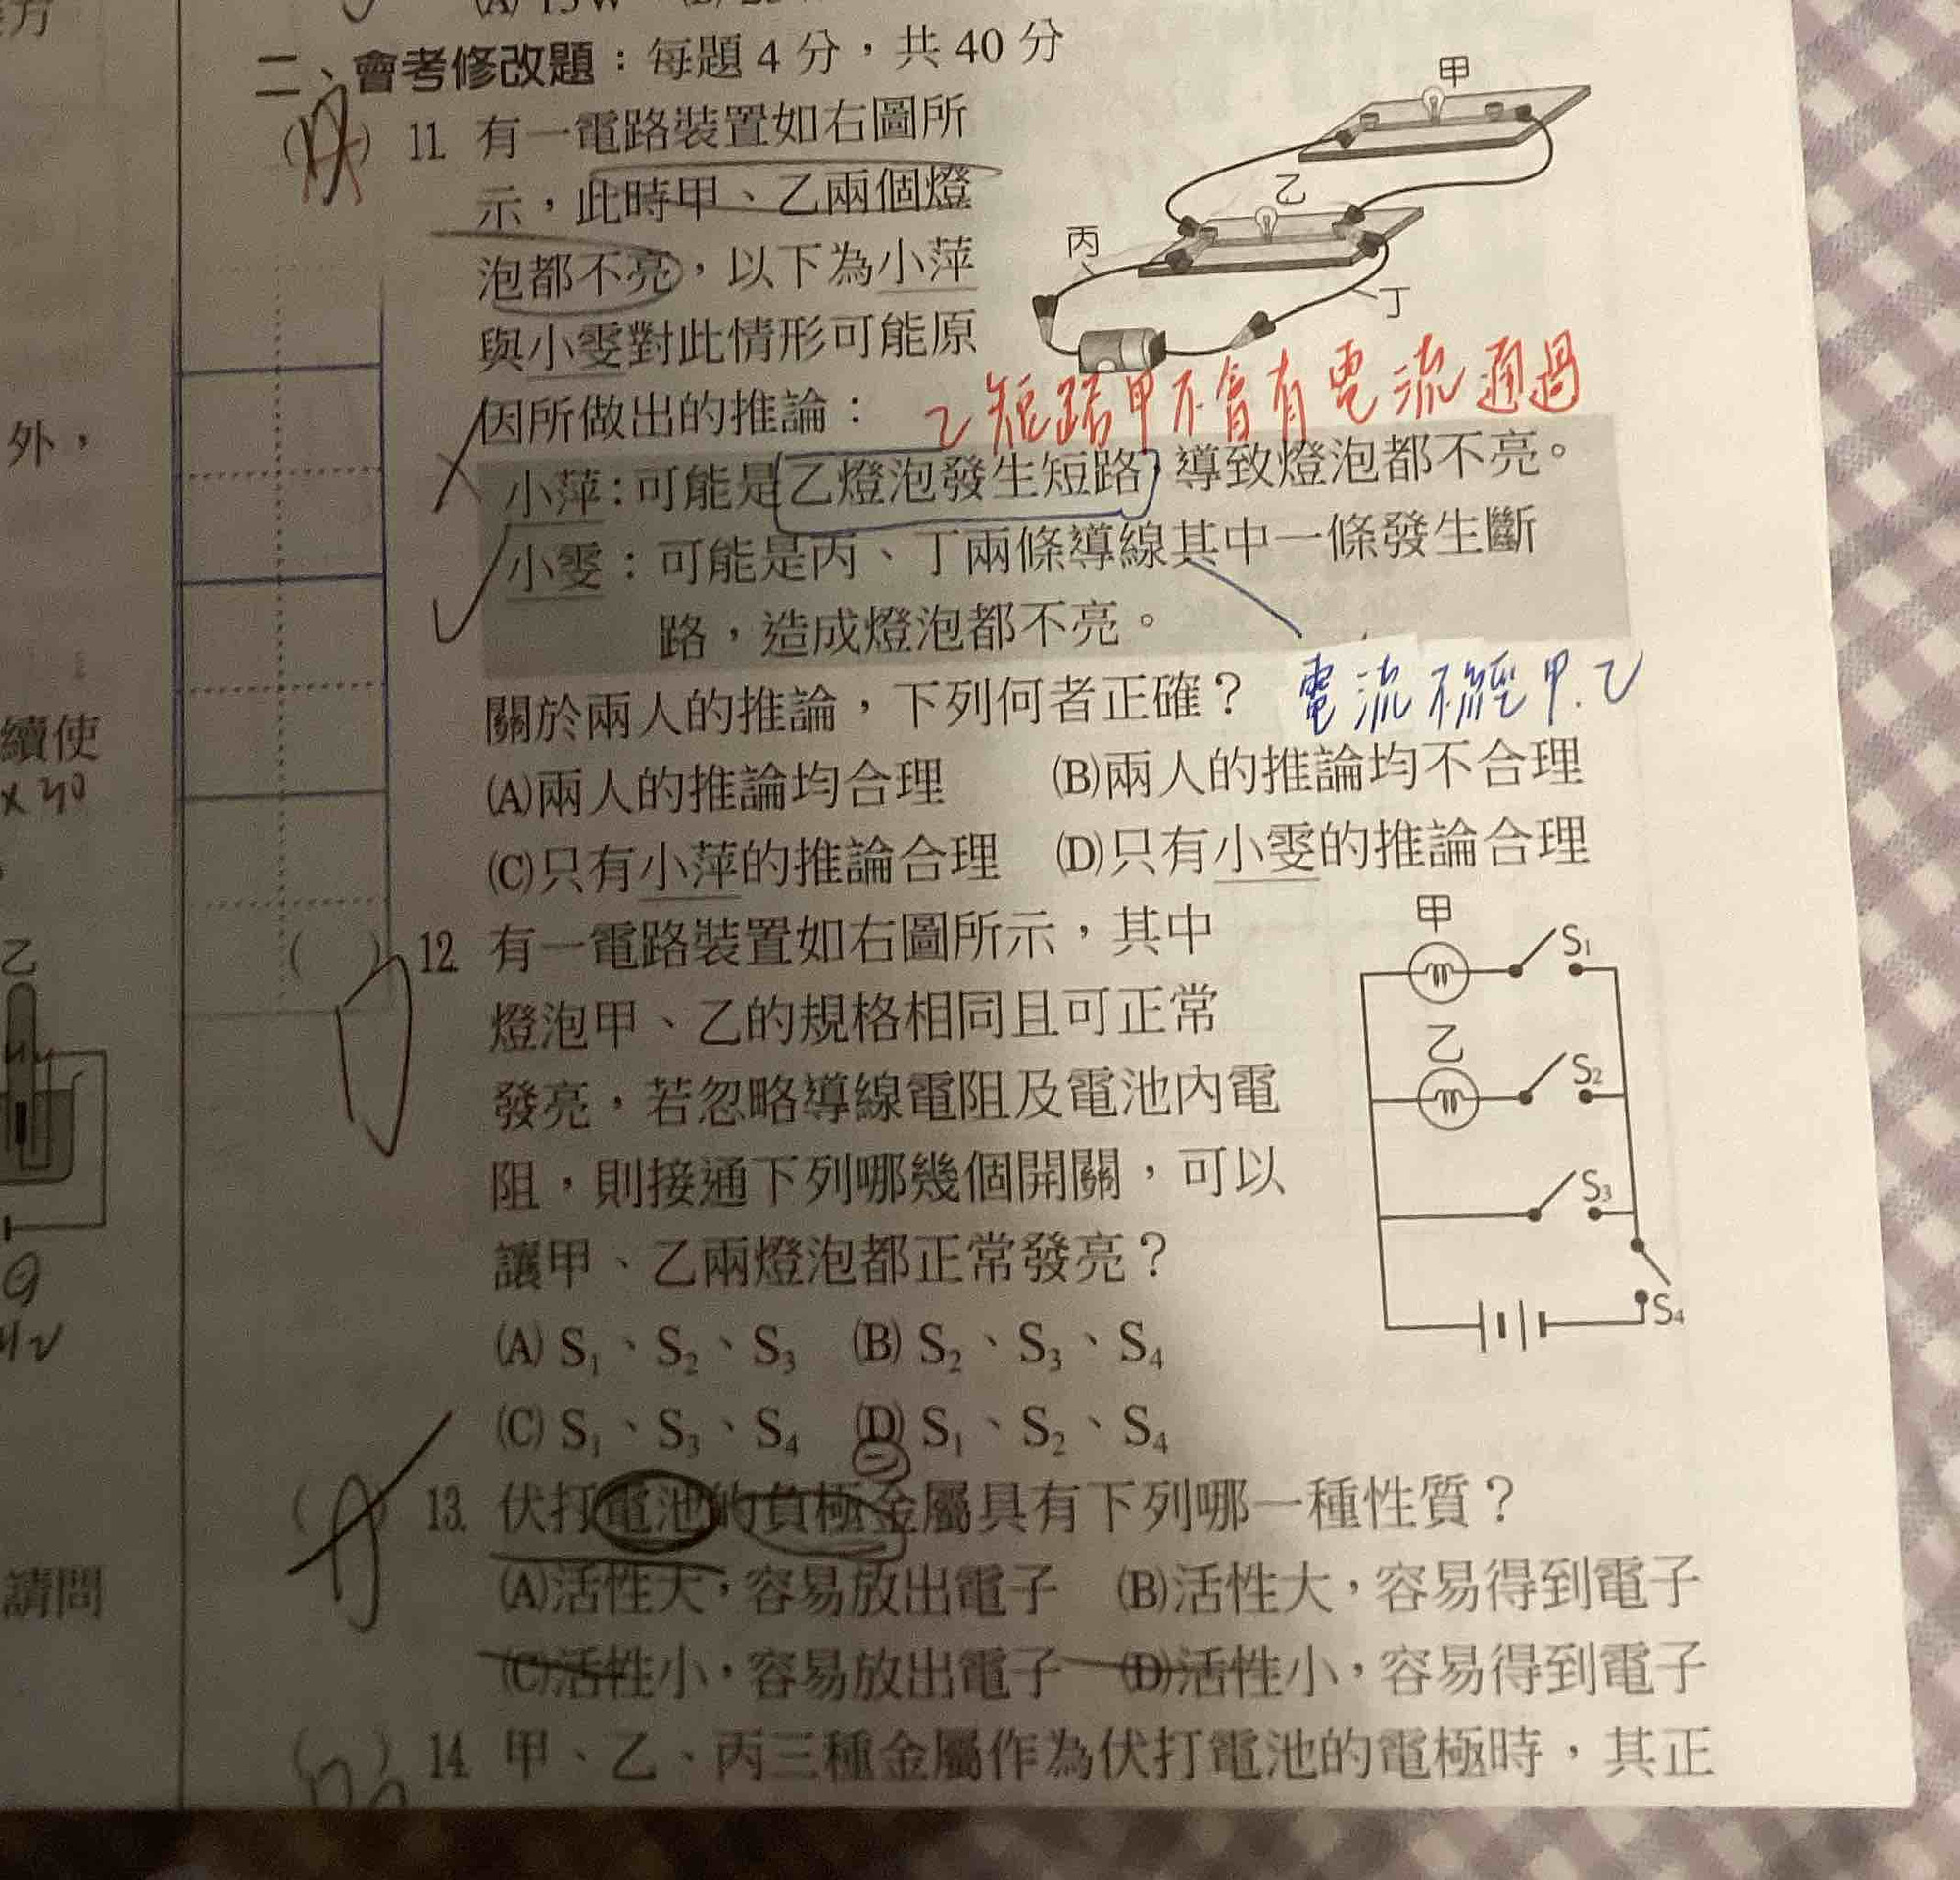 二、會考修改題：每題 4 分，共 40 分
11. 有一電路裝置如右圖所
示，此時甲、乙兩個燈
泡都不亮，以下為小萍
與小雯對此情形可能原
因所做出的推論：
甲
乙
丙
丁
乙短路甲不會有電流通過
小萍：可能是乙燈泡發生短路，導致燈泡都不亮。
小雯：可能是丙、丁兩條導線其中一條發生斷
路，造成燈泡都不亮。
關於兩人的推論，下列何者正確？
電流不經甲.乙
(A)兩人的推論均合理 (B)兩人的推論均不合理
(C)只有小萍的推論合理 (D)只有小雯的推論合理
( ) 12. 有一電路裝置如右圖所示，其中
燈泡甲、乙的規格相同且可正常
發亮，若忽略導線電阻及電池內電
阻，則接通下列哪幾個開關，可以
讓甲、乙兩燈泡都正常發亮？
(A) S₁、S₂、S₃ (B) S₂、S₃、S₄
(C) S₁、S₃、S₄ (D) S₁、S₂、S₄
甲
S₁
乙
S₂
S₃
S₄
( A ) 13. 伏打電池的負極金屬具有下列哪一種性質？
(A)活性大，容易放出電子 (B)活性大，容易得到電子
(C)活性小，容易放出電子 (D)活性小，容易得到電子
14. 甲、乙、丙三種金屬作為伏打電池的電極時，其正
外，
續使
x 40
乙
請問